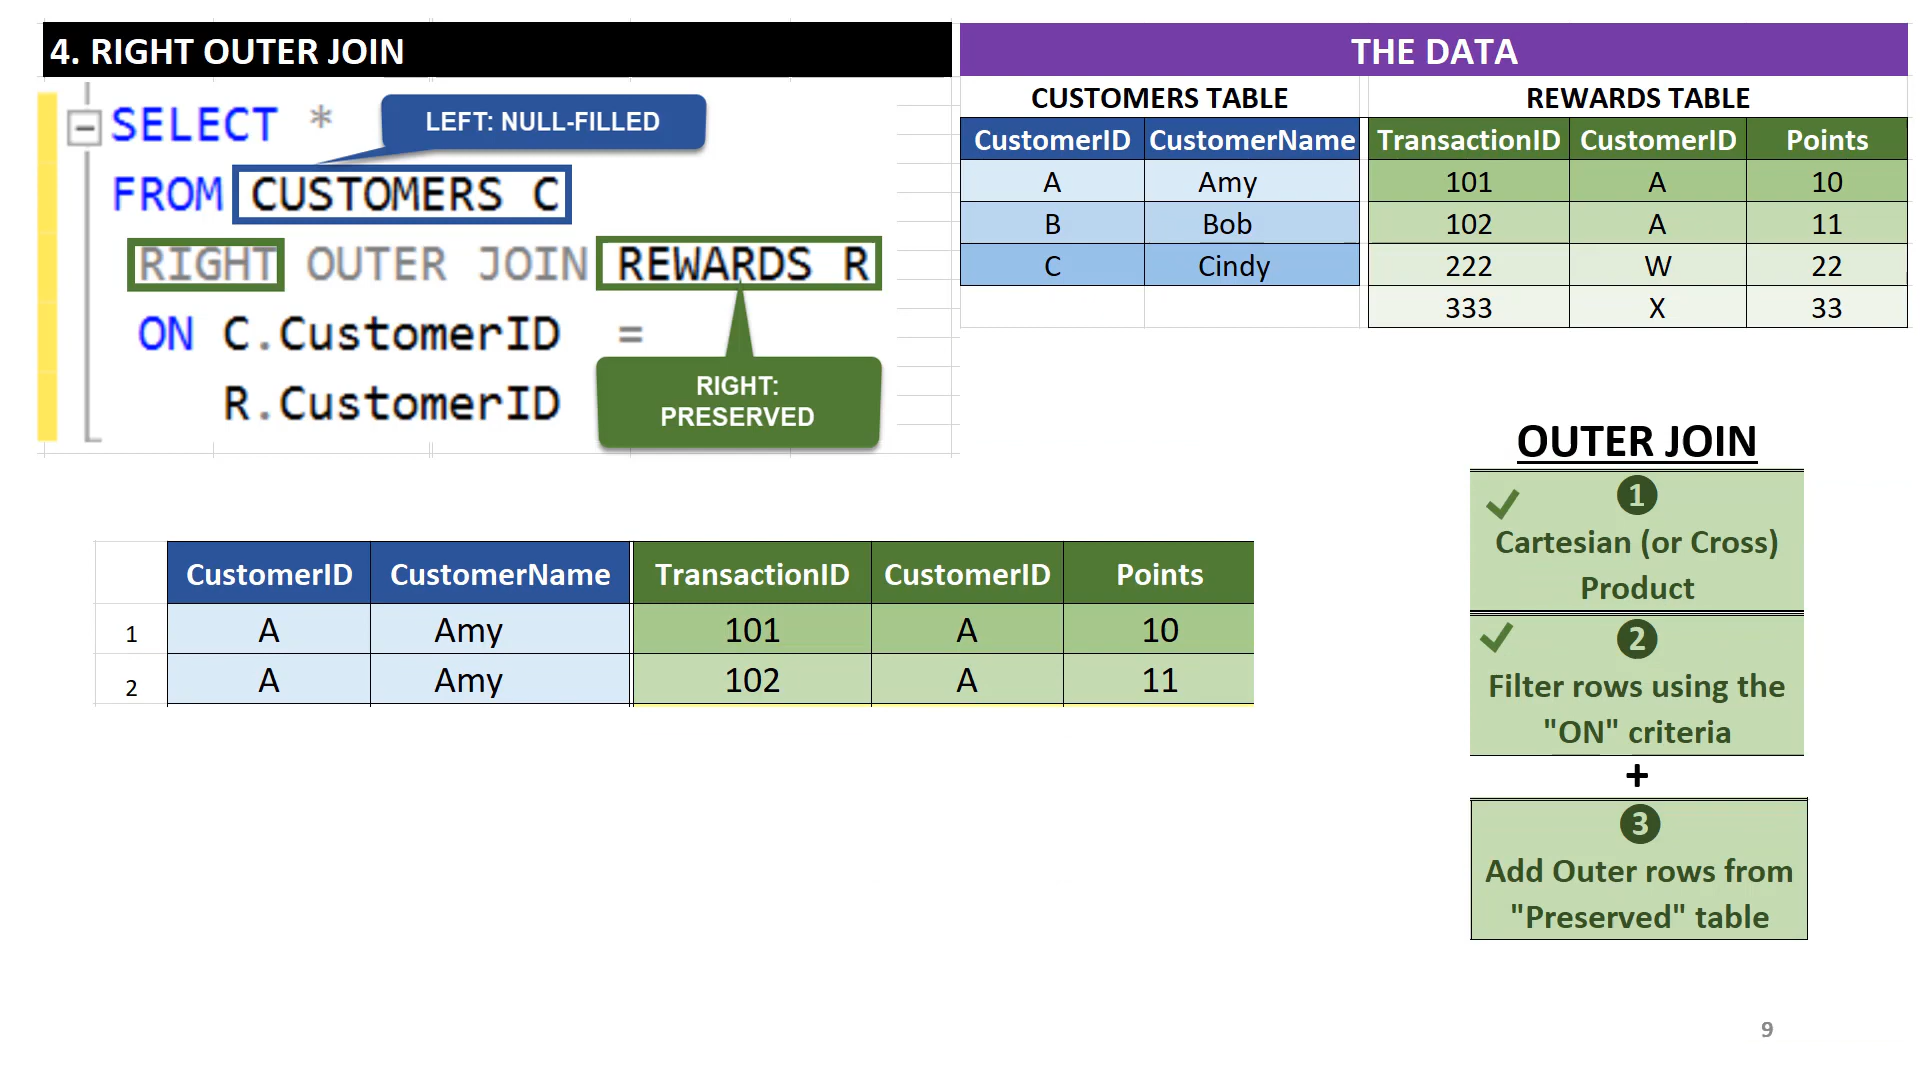 4. RIGHT OUTER JOIN
SELECT *
LEFT: NULL-FILLED
FROM CUSTOMERS C
RIGHT OUTER JOIN REWARDS R
ON C.CustomerID =
R.CustomerID
RIGHT:
PRESERVED
THE DATA
CUSTOMERS TABLE
CustomerID CustomerName
A Amy
B Bob
C Cindy
REWARDS TABLE
TransactionID CustomerID Points
101 A 10
102 A 11
222 W 22
333 X 33
CustomerID CustomerName TransactionID CustomerID Points
1 A Amy 101 A 10
2 A Amy 102 A 11
OUTER JOIN
1
Cartesian (or Cross)
Product
2
Filter rows using the
"ON" criteria
+
3
Add Outer rows from
"Preserved" table
9